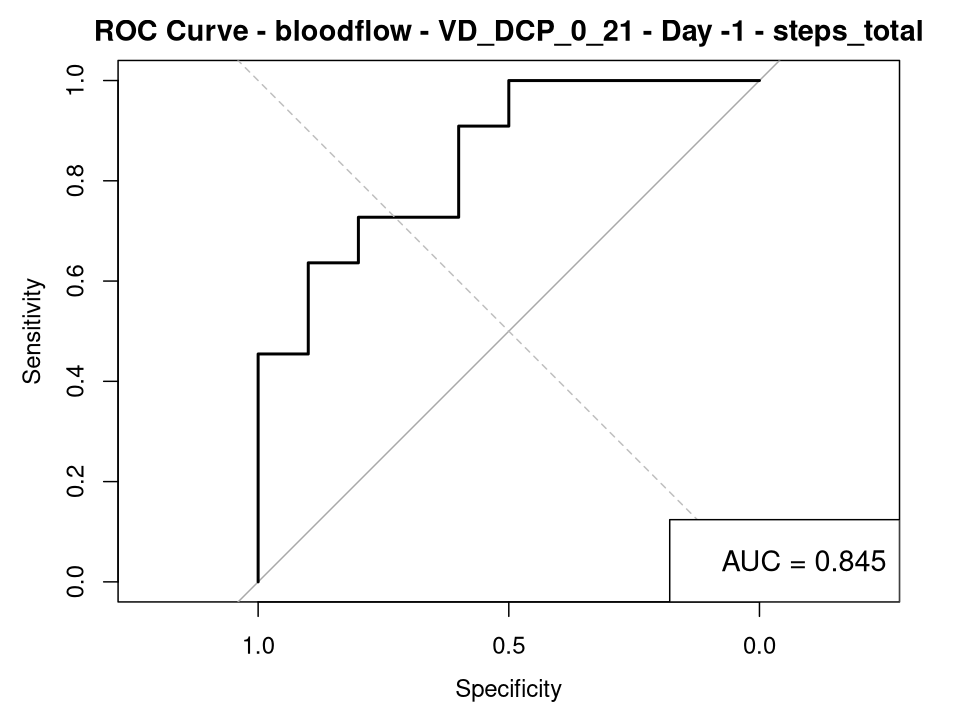 ROC Curve - bloodflow - VD_DCP_0_21 - Day -1 - steps_total
Sensitivity
1.0
0.8
0.6
0.4
0.2
0.0
AUC = 0.845
1.0 0.5 0.0
Specificity